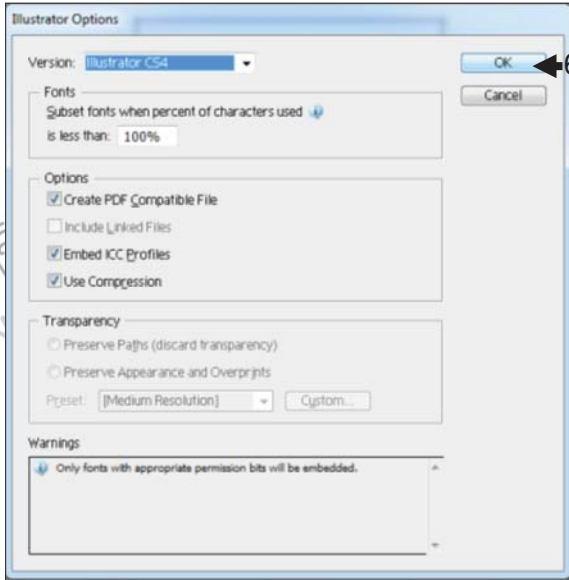 Illustrator Options
Version: Illustrator CS4
OK
6
Cancel
Fonts
Subset fonts when percent of characters used
is less than: 100%
Options
Create PDF Compatible File
Include Linked Files
Embed ICC Profiles
Use Compression
Transparency
Preserve Paths (discard transparency)
Preserve Appearance and Overprints
Preset: [Medium Resolution] Custom...
Warnings
Only fonts with appropriate permission bits will be embedded.